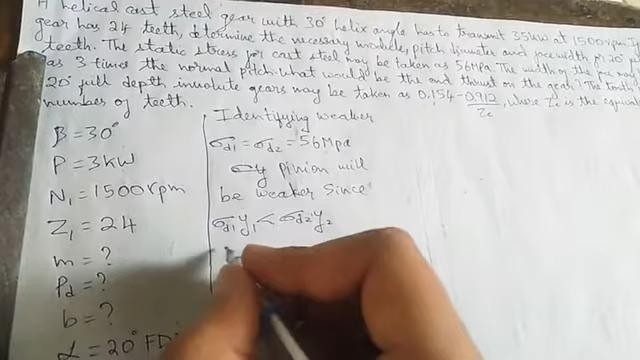 A helical cast steel gear with 30° helix angle has to transmit 35kW at 1500rpm. If
gear has 24 teeth, determine the necessary module, pitch diameter and face width for 20° full
teeth. The static stress for cast steel may be taken as 56MPa. The width of the face may
as 3 times the normal pitch. what would be the end thrust on the gear? The tooth
20° full depth involute gears may be taken as 0.154-0.912/Ze, where Ze is the equiva
number of teeth.
β = 30°
P = 3kW
N₁ = 1500rpm
Z₁ = 24
m = ?
Pd = ?
b = ?
α = 20° FD
Identifying weaker
σd1 = σd2 = 56Mpa
pinion will
be weaker Since
σd1 y1 < σd2 y2